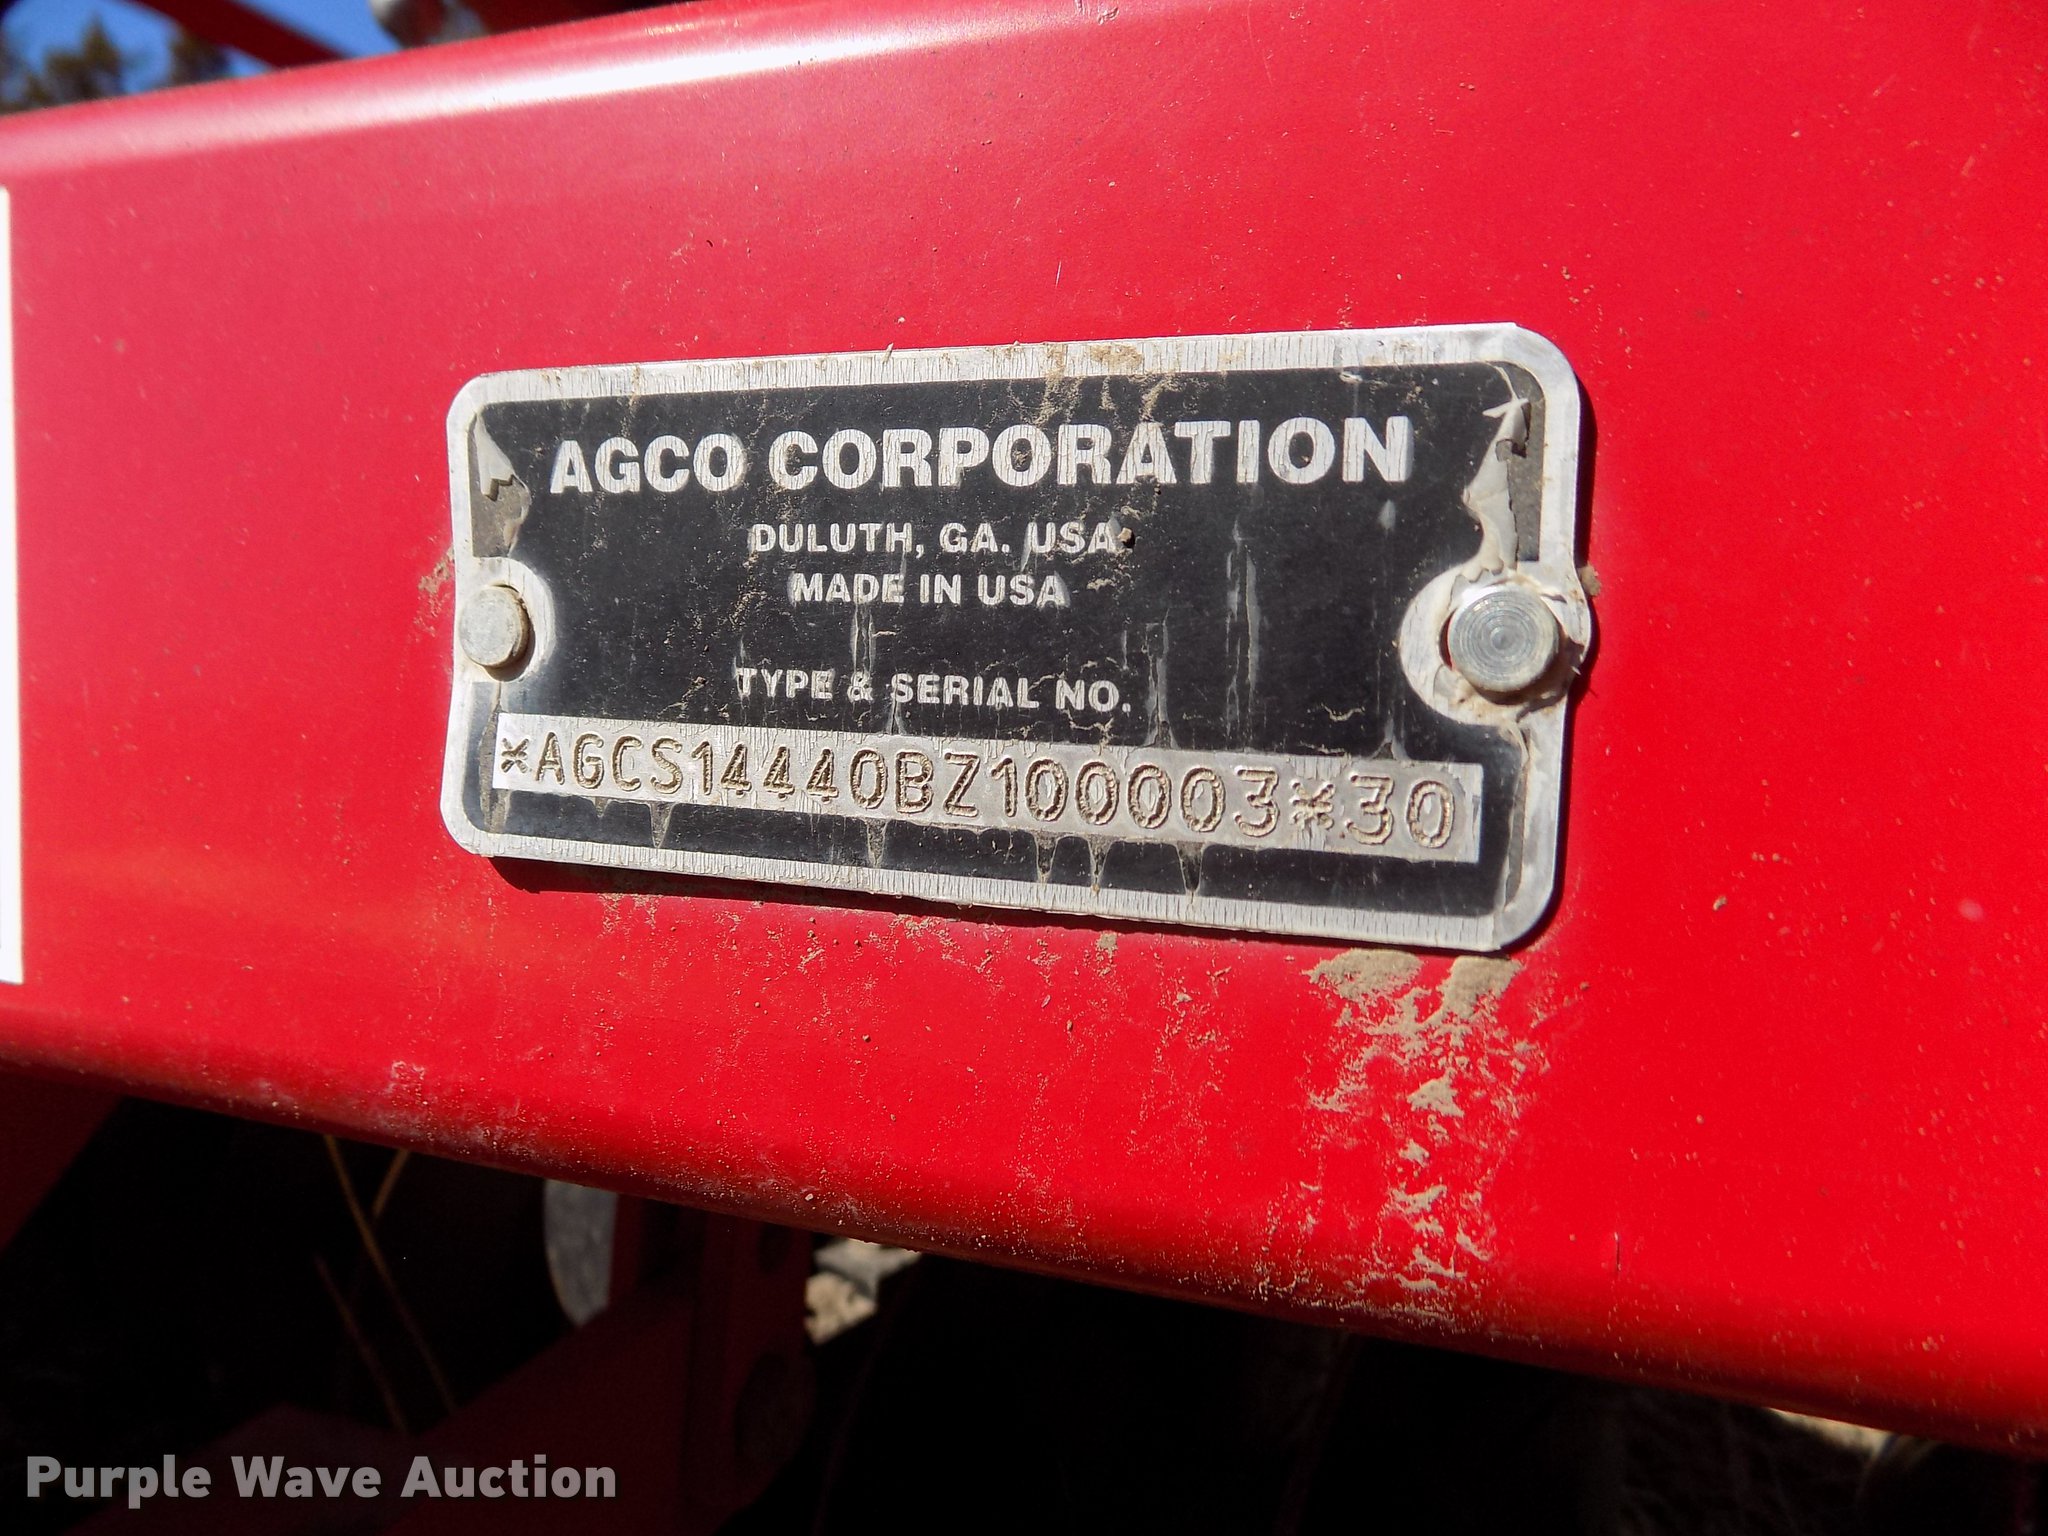 AGCO CORPORATION
DULUTH, GA. USA
MADE IN USA
TYPE & SERIAL NO.
*AGCS14440BZ100003*30
Purple Wave Auction